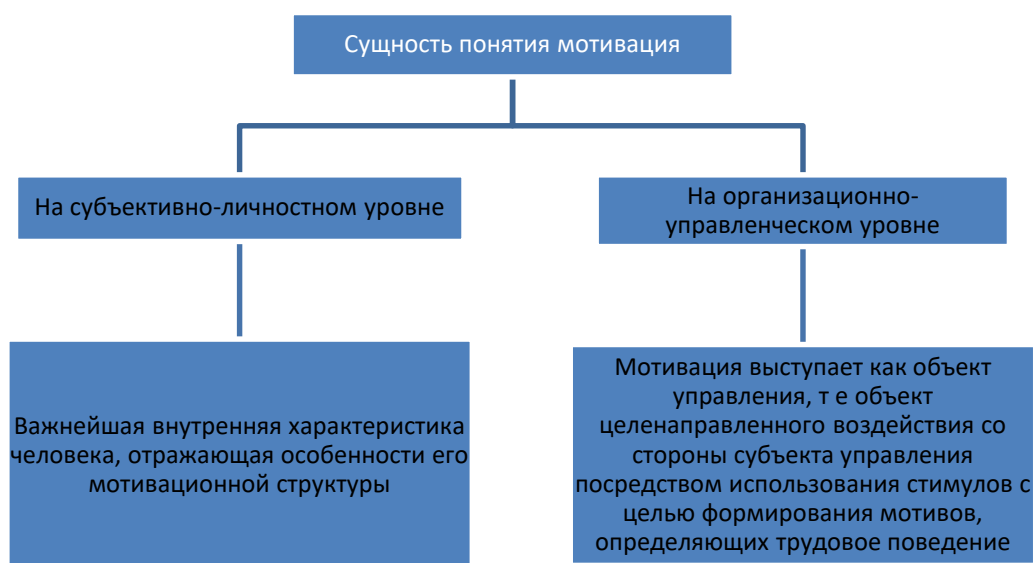 Сущность понятия мотивация
На субъективно-личностном уровне
На организационно-
управленческом уровне
Важнейшая внутренняя характеристика
человека, отражающая особенности его
мотивационной структуры
Мотивация выступает как объект
управления, т е объект
целенаправленного воздействия со
стороны субъекта управления
посредством использования стимулов с
целью формирования мотивов,
определяющих трудовое поведение